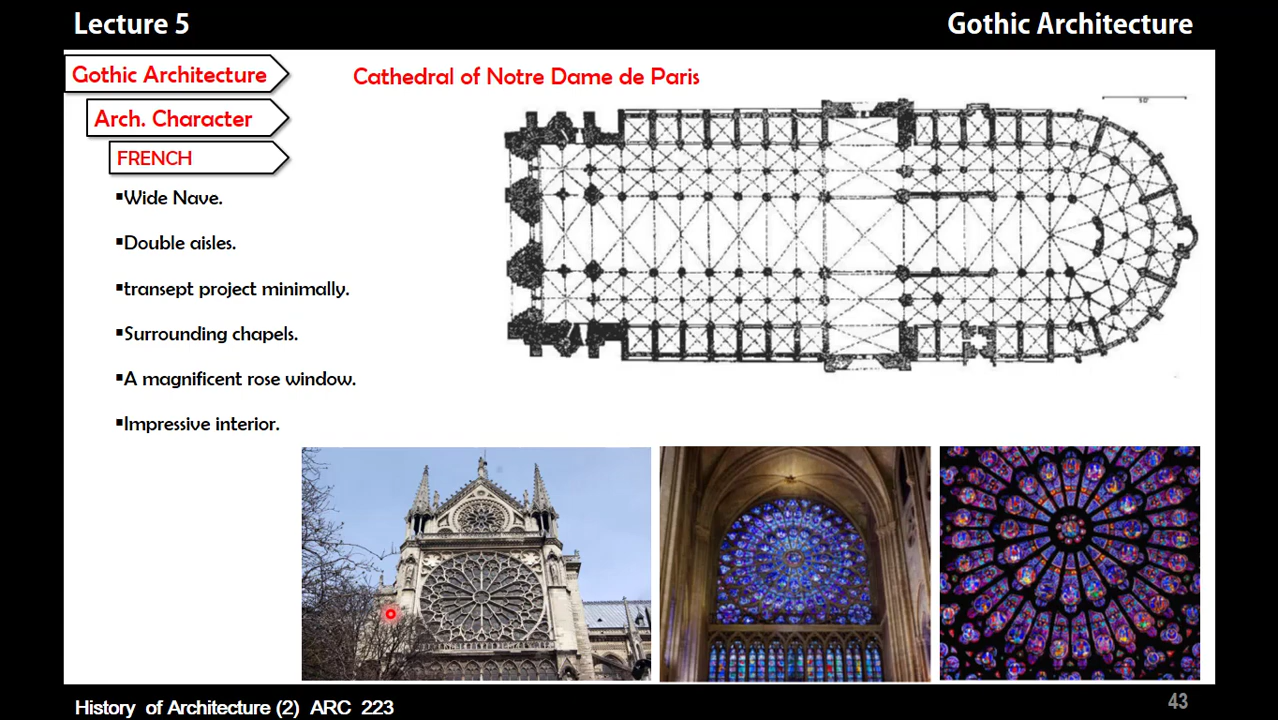 Lecture 5
Gothic Architecture
Gothic Architecture
Cathedral of Notre Dame de Paris
Arch. Character
FRENCH
▪Wide Nave.
▪Double aisles.
▪transept project minimally.
▪Surrounding chapels.
▪A magnificent rose window.
▪Impressive interior.
50'
History of Architecture (2) ARC 223
43